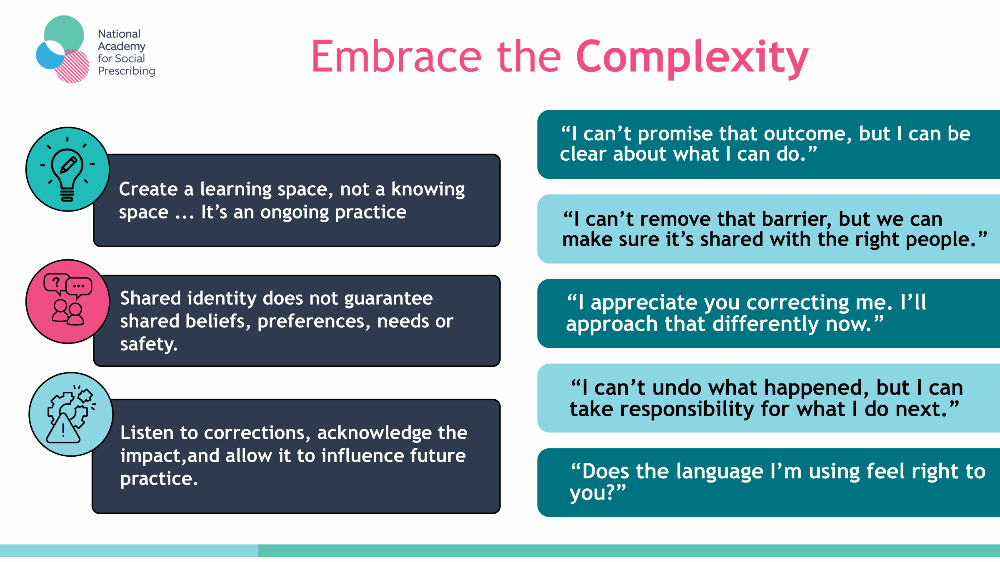 National
Academy
for Social
Prescribing
Embrace the Complexity
Create a learning space, not a knowing
space ... It’s an ongoing practice
?
Shared identity does not guarantee
shared beliefs, preferences, needs or
safety.
!
Listen to corrections, acknowledge the
impact,and allow it to influence future
practice.
“I can’t promise that outcome, but I can be
clear about what I can do.”
“I can’t remove that barrier, but we can
make sure it’s shared with the right people.”
“I appreciate you correcting me. I’ll
approach that differently now.”
“I can’t undo what happened, but I can
take responsibility for what I do next.”
“Does the language I’m using feel right to
you?”